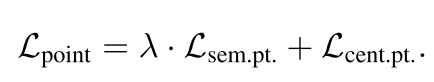 ℒ_point = λ · ℒ_sem.pt. + ℒ_cent.pt..